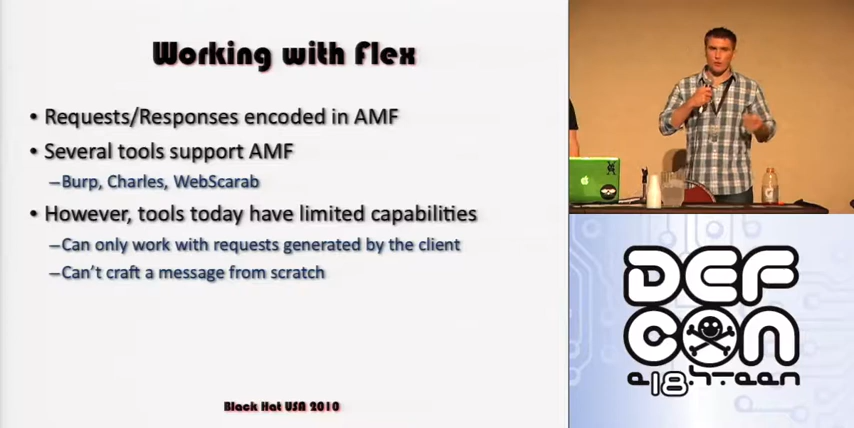 Working with Flex
• Requests/Responses encoded in AMF
• Several tools support AMF
–Burp, Charles, WebScarab
• However, tools today have limited capabilities
–Can only work with requests generated by the client
–Can't craft a message from scratch
Black Hat USA 2010
DEF
CON
e18h-teen